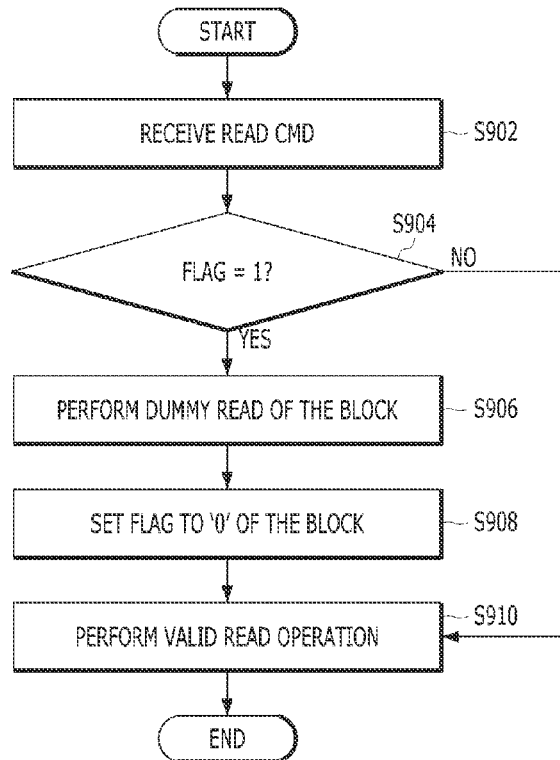 START
RECEIVE READ CMD
S902
S904
FLAG = 1?
NO
YES
PERFORM DUMMY READ OF THE BLOCK
S906
SET FLAG TO '0' OF THE BLOCK
S908
S910
PERFORM VALID READ OPERATION
END